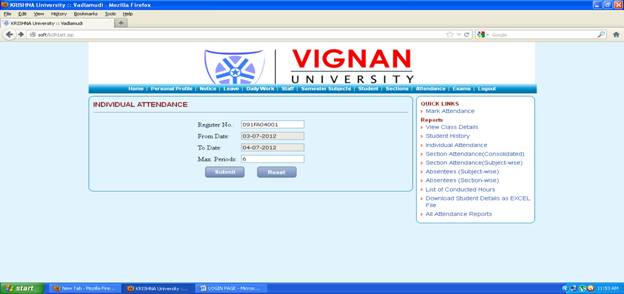 KRISHNA University :: Vadlamudi - Mozilla Firefox
File Edit View History Bookmarks Tools Help
KRISHNA University :: Vadlamudi
Google
VIGNAN
UNIVERSITY
Home | Personal Profile | Notice | Leave | Daily Work | Staff | Semester Subjects | Student | Sections | Attendance | Exams | Logout
INDIVIDUAL ATTENDANCE
Register No.: 091FA04001
From Date: 03-07-2012
To Date: 04-07-2012
Max. Periods: 6
Submit Reset
QUICK LINKS
Mark Attendance
Reports
View Class Details
Student History
Individual Attendance
Section Attendance(Consolidated)
Section Attendance(Subject-wise)
Absentees (Subject-wise)
Absentees (Section-wise)
List of Conducted Hours
Download Student Details as EXCEL
File
All Attendance Reports
start New Tab - Mozilla Fire... KRISHNA University ::... LOGIN PAGE - Micros... 11:53 AM